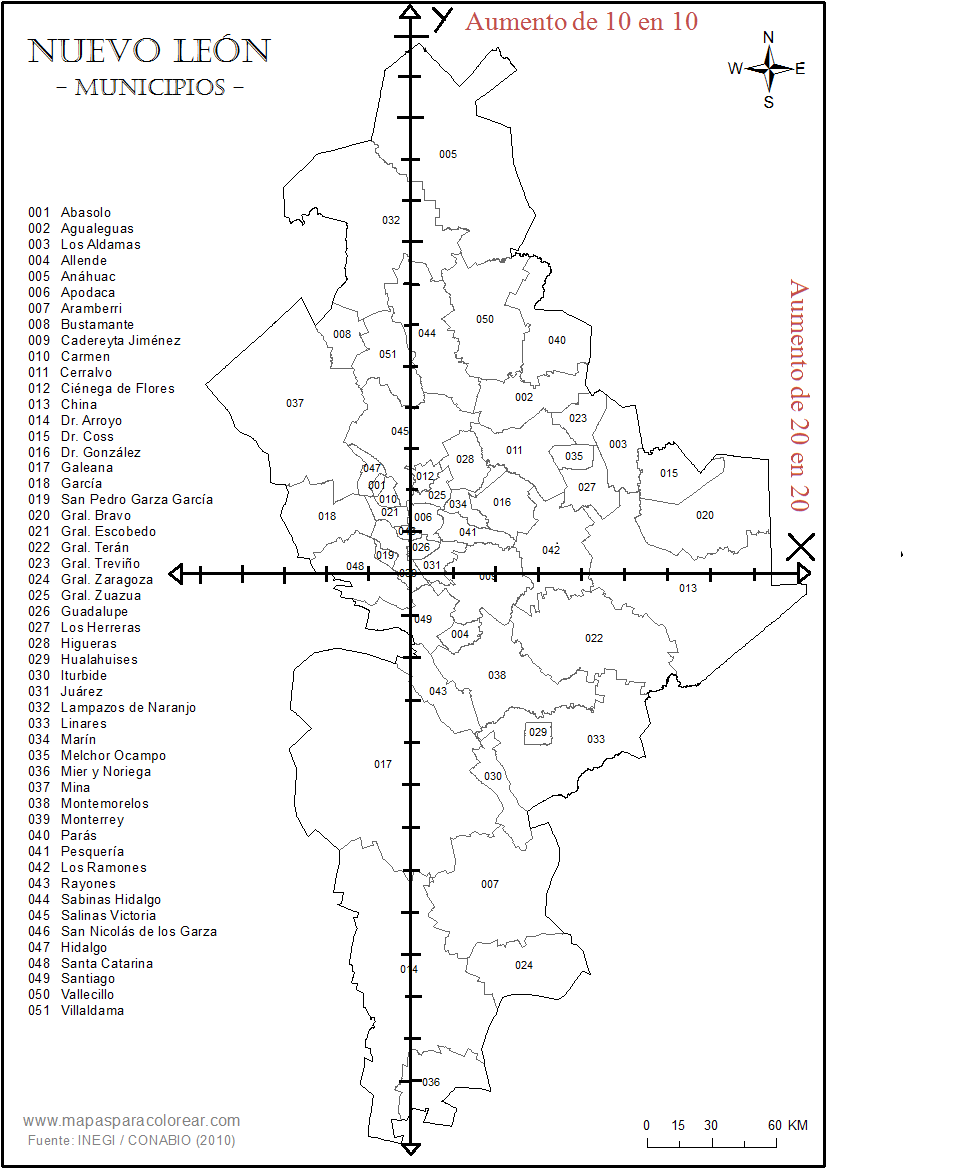 Y
Aumento de 10 en 10
NUEVO LEÓN
- MUNICIPIOS -
N
W E
S
005
001 Abasolo
002 Agualeguas
003 Los Aldamas
004 Allende
005 Anáhuac
006 Apodaca
007 Aramberri
008 Bustamante
009 Cadereyta Jiménez
010 Carmen
011 Cerralvo
012 Ciénega de Flores
013 China
014 Dr. Arroyo
015 Dr. Coss
016 Dr. González
017 Galeana
018 García
019 San Pedro Garza García
020 Gral. Bravo
021 Gral. Escobedo
022 Gral. Terán
023 Gral. Treviño
024 Gral. Zaragoza
025 Gral. Zuazua
026 Guadalupe
027 Los Herreras
028 Higueras
029 Hualahuises
030 Iturbide
031 Juárez
032 Lampazos de Naranjo
033 Linares
034 Marín
035 Melchor Ocampo
036 Mier y Noriega
037 Mina
038 Montemorelos
039 Monterrey
040 Parás
041 Pesquería
042 Los Ramones
043 Rayones
044 Sabinas Hidalgo
045 Salinas Victoria
046 San Nicolás de los Garza
047 Hidalgo
048 Santa Catarina
049 Santiago
050 Vallecillo
051 Villaldama
032
Aumento de 20 en 20
050
008
044
040
051
002
037
023
045
003
011
035
028
047
015
012
001
027
010
025
016
034
021
020
018
006
041
026
042
019
048
031
009
X
013
049
004
022
038
043
029
033
017
030
007
024
014
036
www.mapasparacolorear.com
Fuente: INEGI / CONABIO (2010)
0 15 30 60 KM